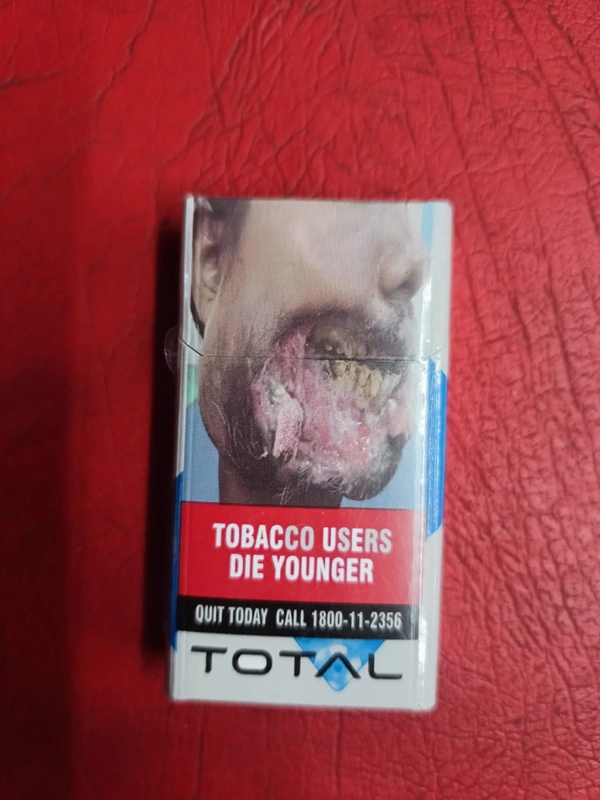 TOBACCO USERS
DIE YOUNGER
QUIT TODAY CALL 1800-11-2356
TOTAL